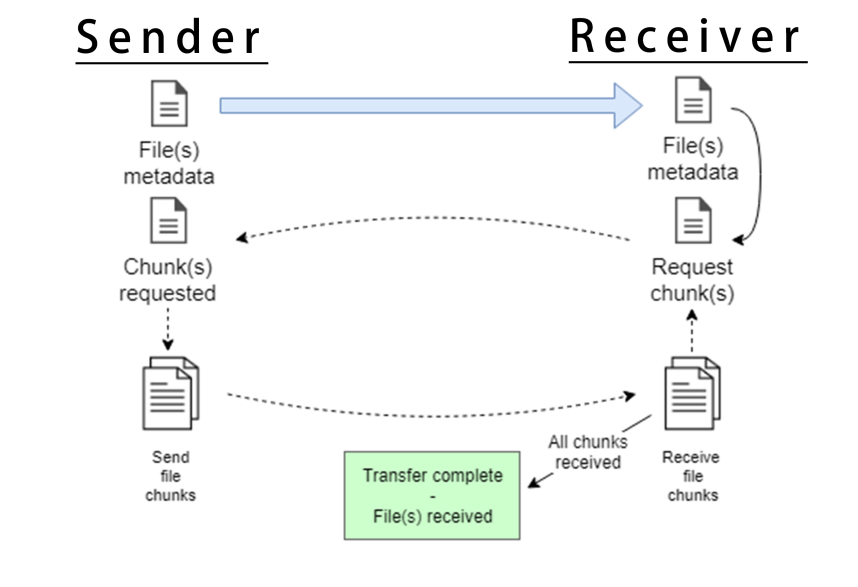 Sender
Receiver
File(s)
metadata
File(s)
metadata
Chunk(s)
requested
Request
chunk(s)
Send
file
chunks
All chunks
received
Receive
file
chunks
Transfer complete
-
File(s) received